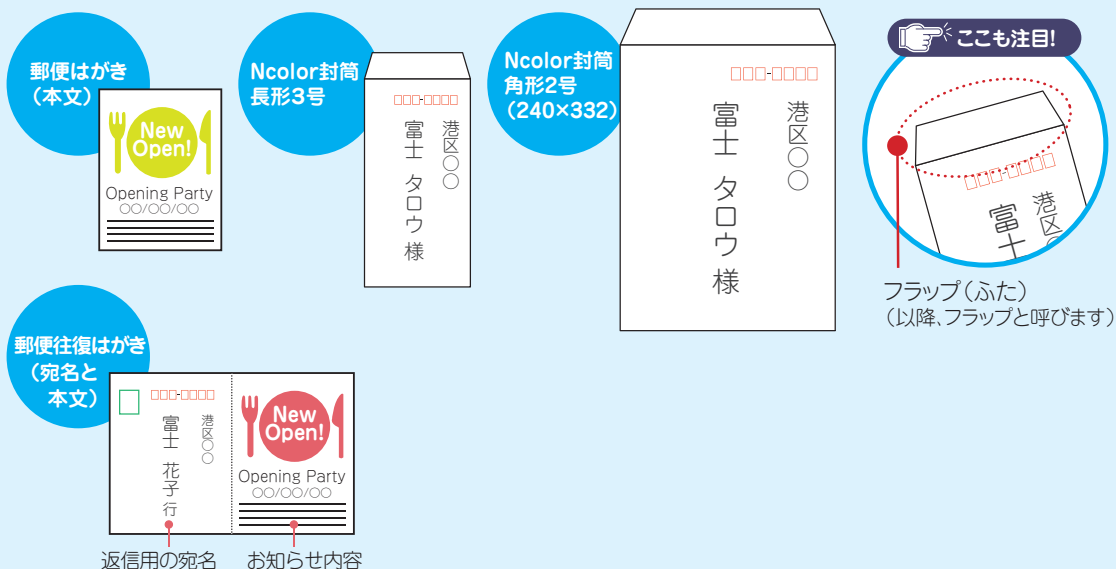 郵便はがき
（本文）
New
Open!
Opening Party
○○/○○/○○
Ncolor封筒
長形3号
□□□-□□□□
港区○○
富士 タロウ 様
Ncolor封筒
角形2号
（240×332）
□□□-□□□□
港区○○
富士 タロウ 様
ここも注目!
□□□-□□□□
港区○
富士
フラップ（ふた）
（以降、フラップと呼びます）
郵便往復はがき
（宛名と
本文）
□□□-□□□□
港区○○
富士 花子 行
New
Open!
Opening Party
○○/○○/○○
返信用の宛名
お知らせ内容